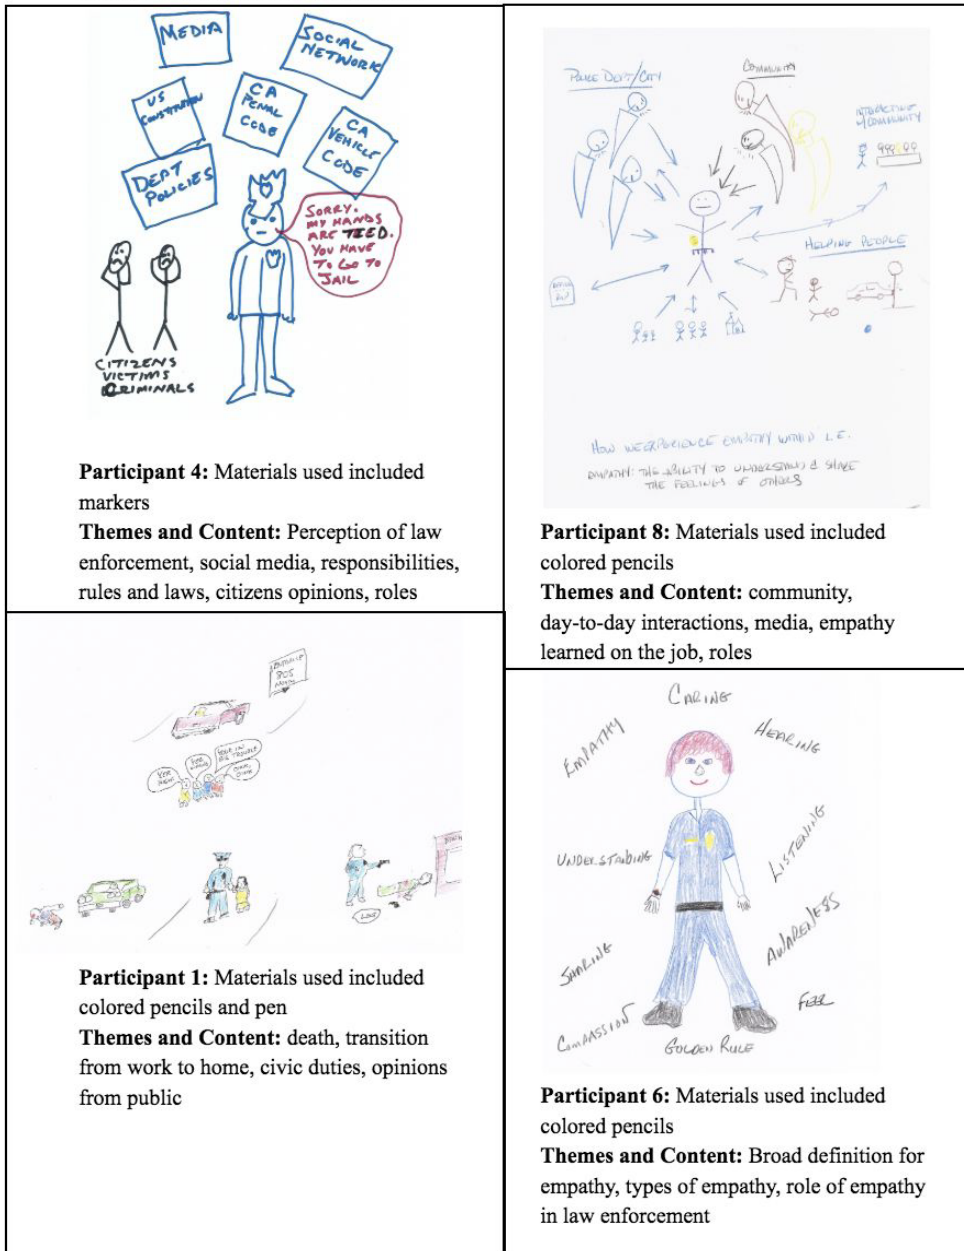 MEDIA
SOCIAL
NETWORK
US
CONSTITUTION
CA
PENAL
CODE
CA
VEHICLE
CODE
DEPT
POLICIES
SORRY.
MY HANDS
ARE TIED.
YOU HAVE
TO GO TO
JAIL
CITIZENS
VICTIMS
CRIMINALS
Participant 4: Materials used included
markers
Themes and Content: Perception of law
enforcement, social media, responsibilities,
rules and laws, citizens opinions, roles
POLICE DEPT/CITY
COMMUNITY
INTERACTING
W/COMMUNITY
HELPING PEOPLE
HOW WE EXPERIENCE EMPATHY WITHIN L.E.
EMPATHY: THE ABILITY TO UNDERSTAND & SHARE
THE FEELINGS OF OTHERS
Participant 8: Materials used included
colored pencils
Themes and Content: community,
day-to-day interactions, media, empathy
learned on the job, roles
805
YOUR IN
BIG TROUBLE
Participant 1: Materials used included
colored pencils and pen
Themes and Content: death, transition
from work to home, civic duties, opinions
from public
CARING
EMPATHY
HEARING
UNDERSTANDING
LISTENING
SHARING
AWARENESS
COMPASSION
FEEL
GOLDEN RULE
Participant 6: Materials used included
colored pencils
Themes and Content: Broad definition for
empathy, types of empathy, role of empathy
in law enforcement